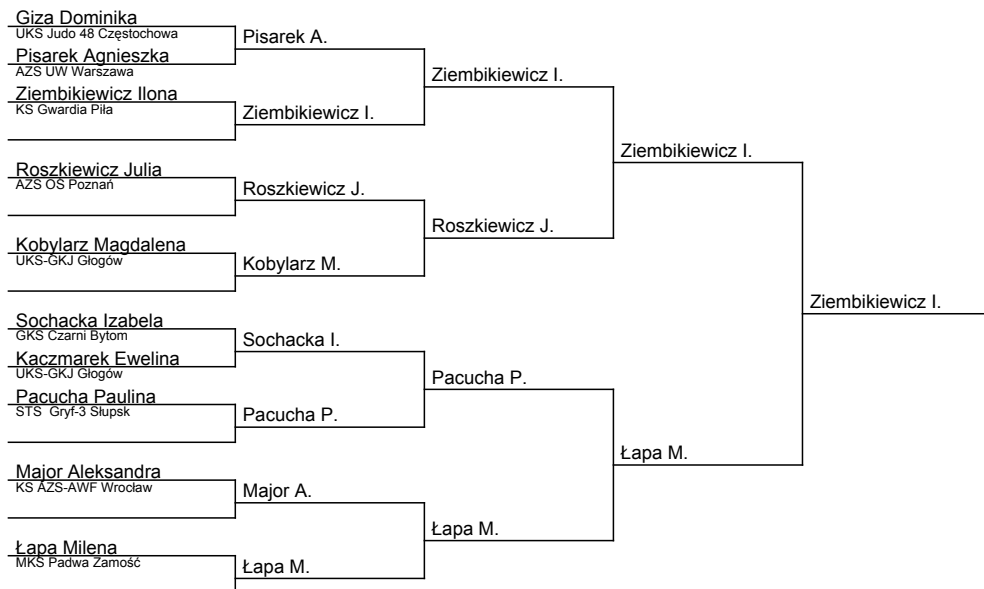 Giza Dominika
UKS Judo 48 Częstochowa
Pisarek Agnieszka
AZS UW Warszawa
Ziembikiewicz Ilona
KS Gwardia Piła
Roszkiewicz Julia
AZS OŚ Poznań
Kobylarz Magdalena
UKS-GKJ Głogów
Sochacka Izabela
GKS Czarni Bytom
Kaczmarek Ewelina
UKS-GKJ Głogów
Pacucha Paulina
STS Gryf-3 Słupsk
Major Aleksandra
KS AZS-AWF Wrocław
Łapa Milena
MKS Padwa Zamość
Pisarek A.
Ziembikiewicz I.
Roszkiewicz J.
Kobylarz M.
Sochacka I.
Pacucha P.
Major A.
Łapa M.
Ziembikiewicz I.
Roszkiewicz J.
Pacucha P.
Łapa M.
Ziembikiewicz I.
Łapa M.
Ziembikiewicz I.